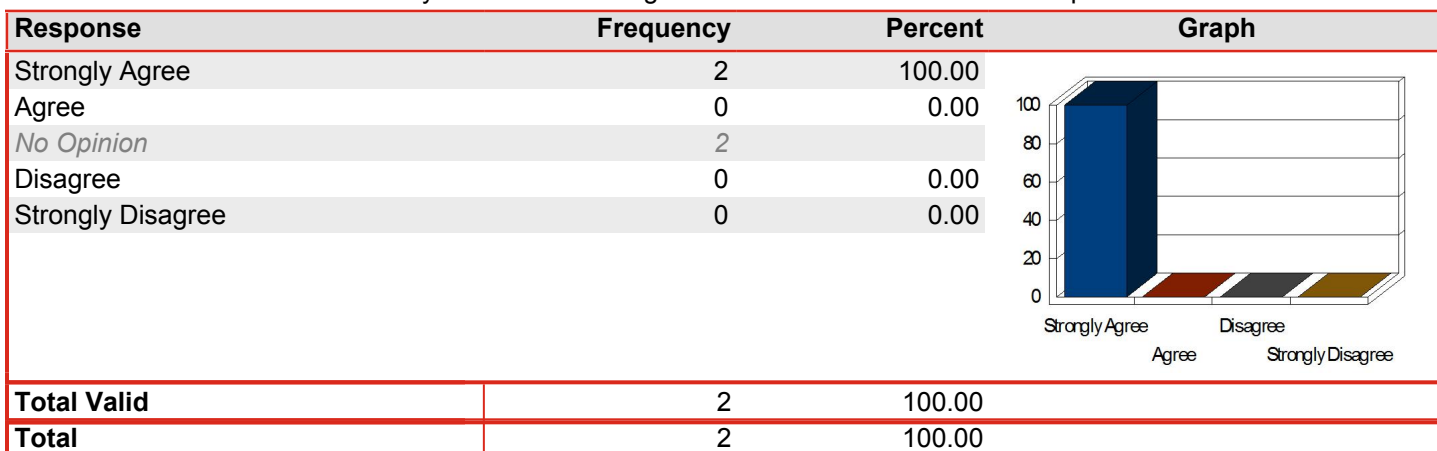 Response Frequency Percent Graph
Strongly Agree 2 100.00
Agree 0 0.00
No Opinion 2
Disagree 0 0.00
Strongly Disagree 0 0.00
100
80
60
40
20
0
Strongly Agree Disagree
Agree Strongly Disagree
Total Valid 2 100.00
Total 2 100.00